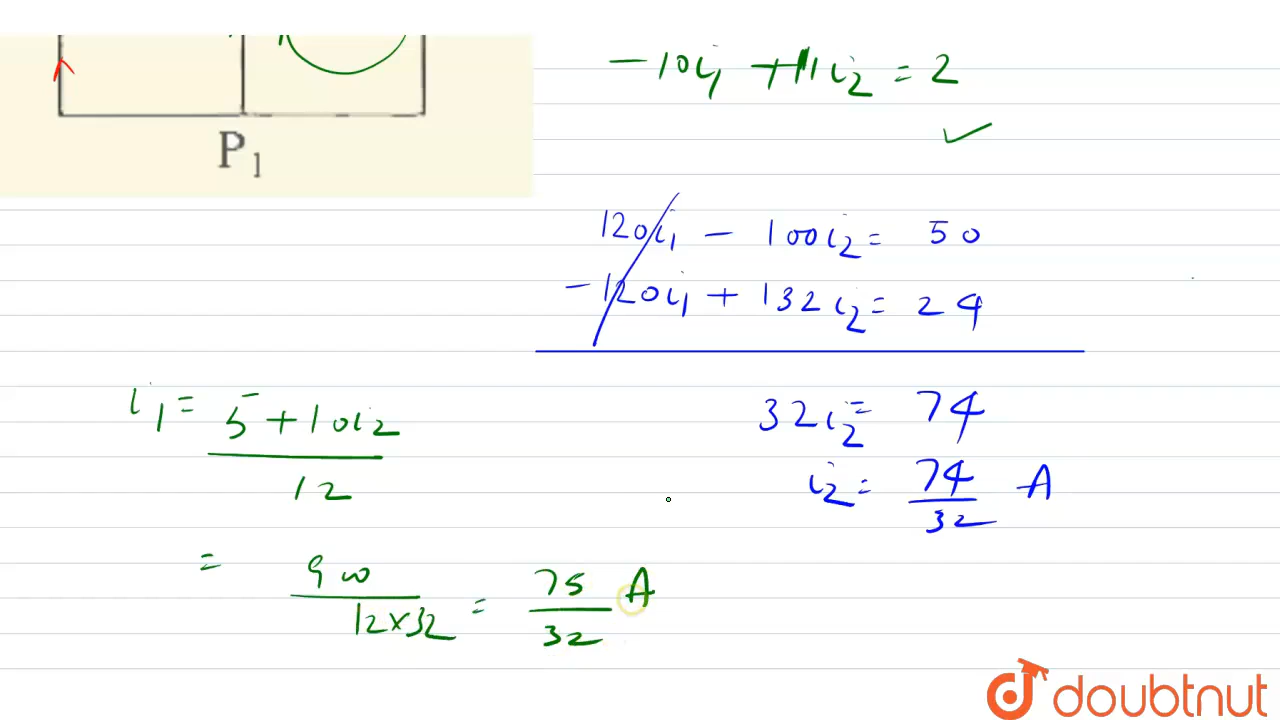 P₁
-10i₁ + 11i₂ = 2
120i₁ - 100i₂ = 50
-120i₁ + 132i₂ = 24
32i₂ = 74
i₂ = 74/32 A
i₁ = 5 + 10i₂ / 12
= 900 / 12×32 = 75/32 A
doubtnut